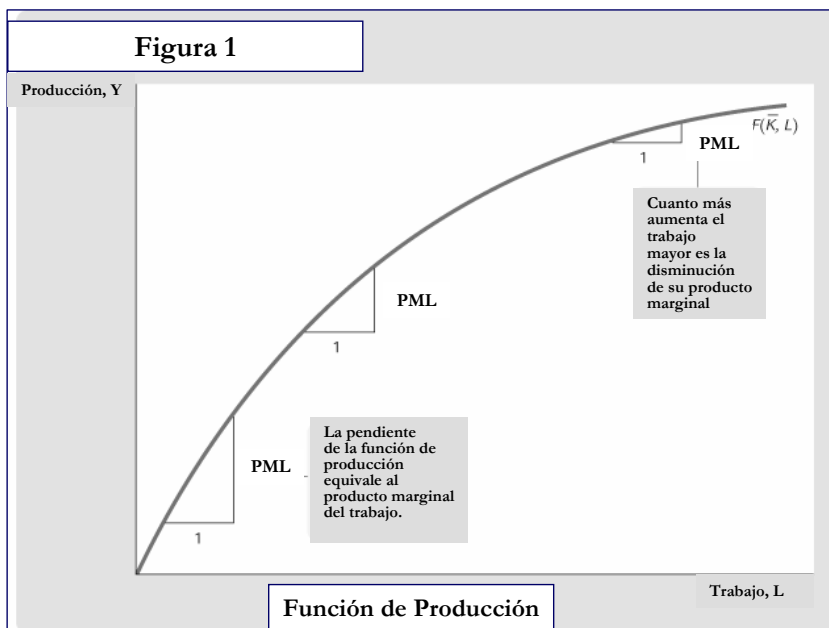 Figura 1
Producción, Y
F(K̅, L)
1
PML
Cuanto más
aumenta el
trabajo
mayor es la
disminución
de su producto
marginal
PML
1
La pendiente
de la función de
producción
equivale al
producto marginal
del trabajo.
PML
1
Trabajo, L
Función de Producción